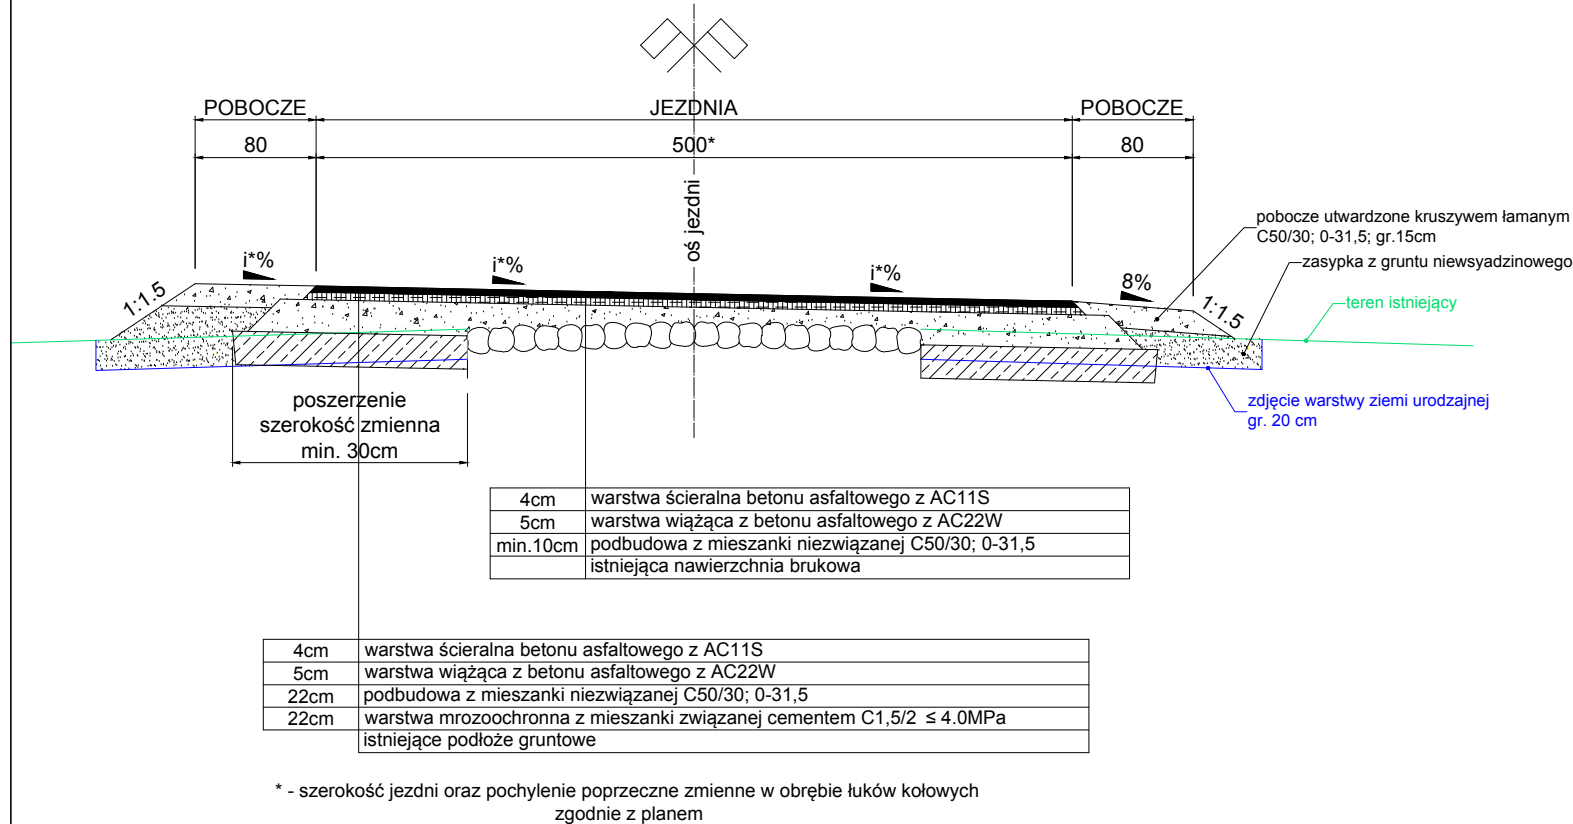 POBOCZE
JEZDNIA
POBOCZE
80
500*
80
oś jezdni
pobocze utwardzone kruszywem łamanym
C50/30; 0-31,5; gr.15cm
zasypka z gruntu niewsyadzinowego
i*%
i*%
i*%
8%
1:1.5
1:1.5
teren istniejący
zdjęcie warstwy ziemi urodzajnej
gr. 20 cm
poszerzenie
szerokość zmienna
min. 30cm
4cm warstwa ścieralna betonu asfaltowego z AC11S
5cm warstwa wiążąca z betonu asfaltowego z AC22W
min.10cm podbudowa z mieszanki niezwiązanej C50/30; 0-31,5
istniejąca nawierzchnia brukowa
4cm warstwa ścieralna betonu asfaltowego z AC11S
5cm warstwa wiążąca z betonu asfaltowego z AC22W
22cm podbudowa z mieszanki niezwiązanej C50/30; 0-31,5
22cm warstwa mrozoochronna z mieszanki związanej cementem C1,5/2 ≤ 4.0MPa
istniejące podłoże gruntowe
* - szerokość jezdni oraz pochylenie poprzeczne zmienne w obrębie łuków kołowych
zgodnie z planem